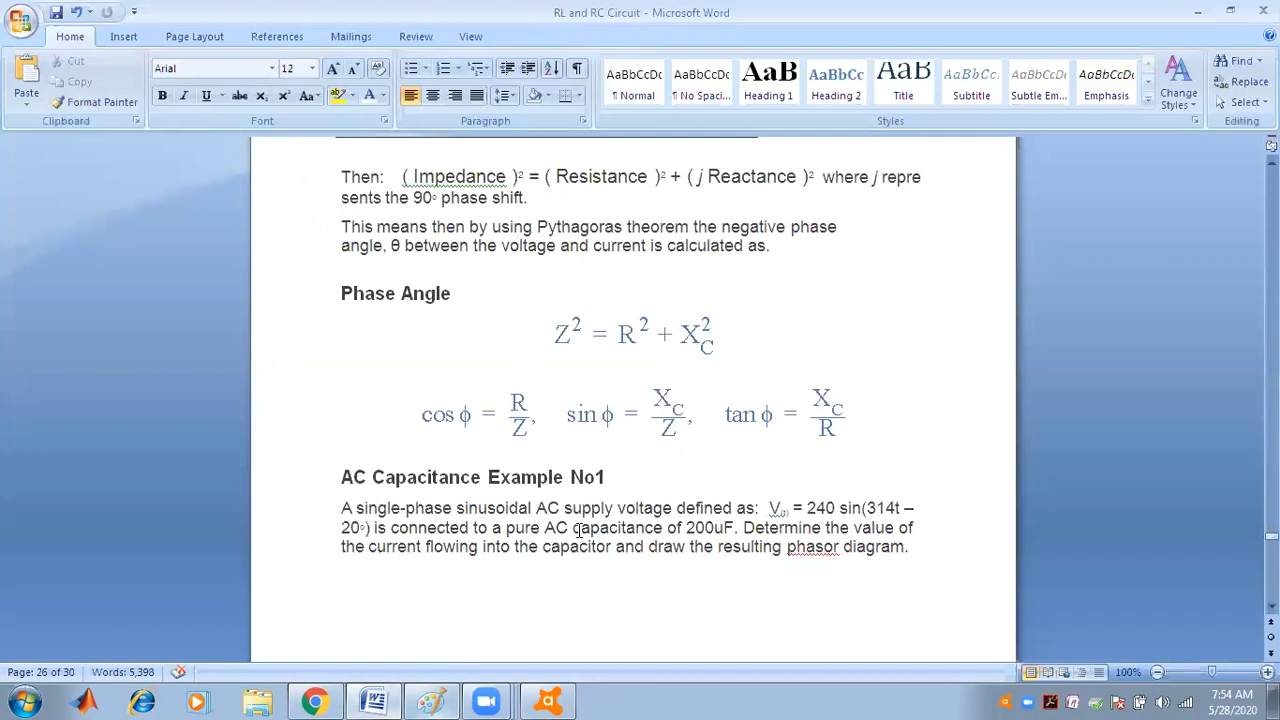 RL and RC Circuit - Microsoft Word
Home Insert Page Layout References Mailings Review View
Paste
Cut
Copy
Format Painter
Clipboard
Arial 12
Font
Paragraph
AaBbCcDc AaBbCcDc AaB AaBbCc AaB AaBbCcDc AaBbCcDc AaBbCcDc
¶ Normal ¶ No Spaci... Heading 1 Heading 2 Title Subtitle Subtle Em... Emphasis
Change Styles
Styles
Find
Replace
Select
Editing
Then: ( Impedance )² = ( Resistance )² + ( j Reactance )² where j repre
sents the 90° phase shift.
This means then by using Pythagoras theorem the negative phase
angle, θ between the voltage and current is calculated as.
Phase Angle
Z² = R² + X_C²
cos ϕ = R/Z, sin ϕ = X_C/Z, tan ϕ = X_C/R
AC Capacitance Example No1
A single-phase sinusoidal AC supply voltage defined as: V(t) = 240 sin(314t –
20°) is connected to a pure AC capacitance of 200uF. Determine the value of
the current flowing into the capacitor and draw the resulting phasor diagram.
Page: 26 of 30 Words: 5,398 100%
7:54 AM
5/28/2020